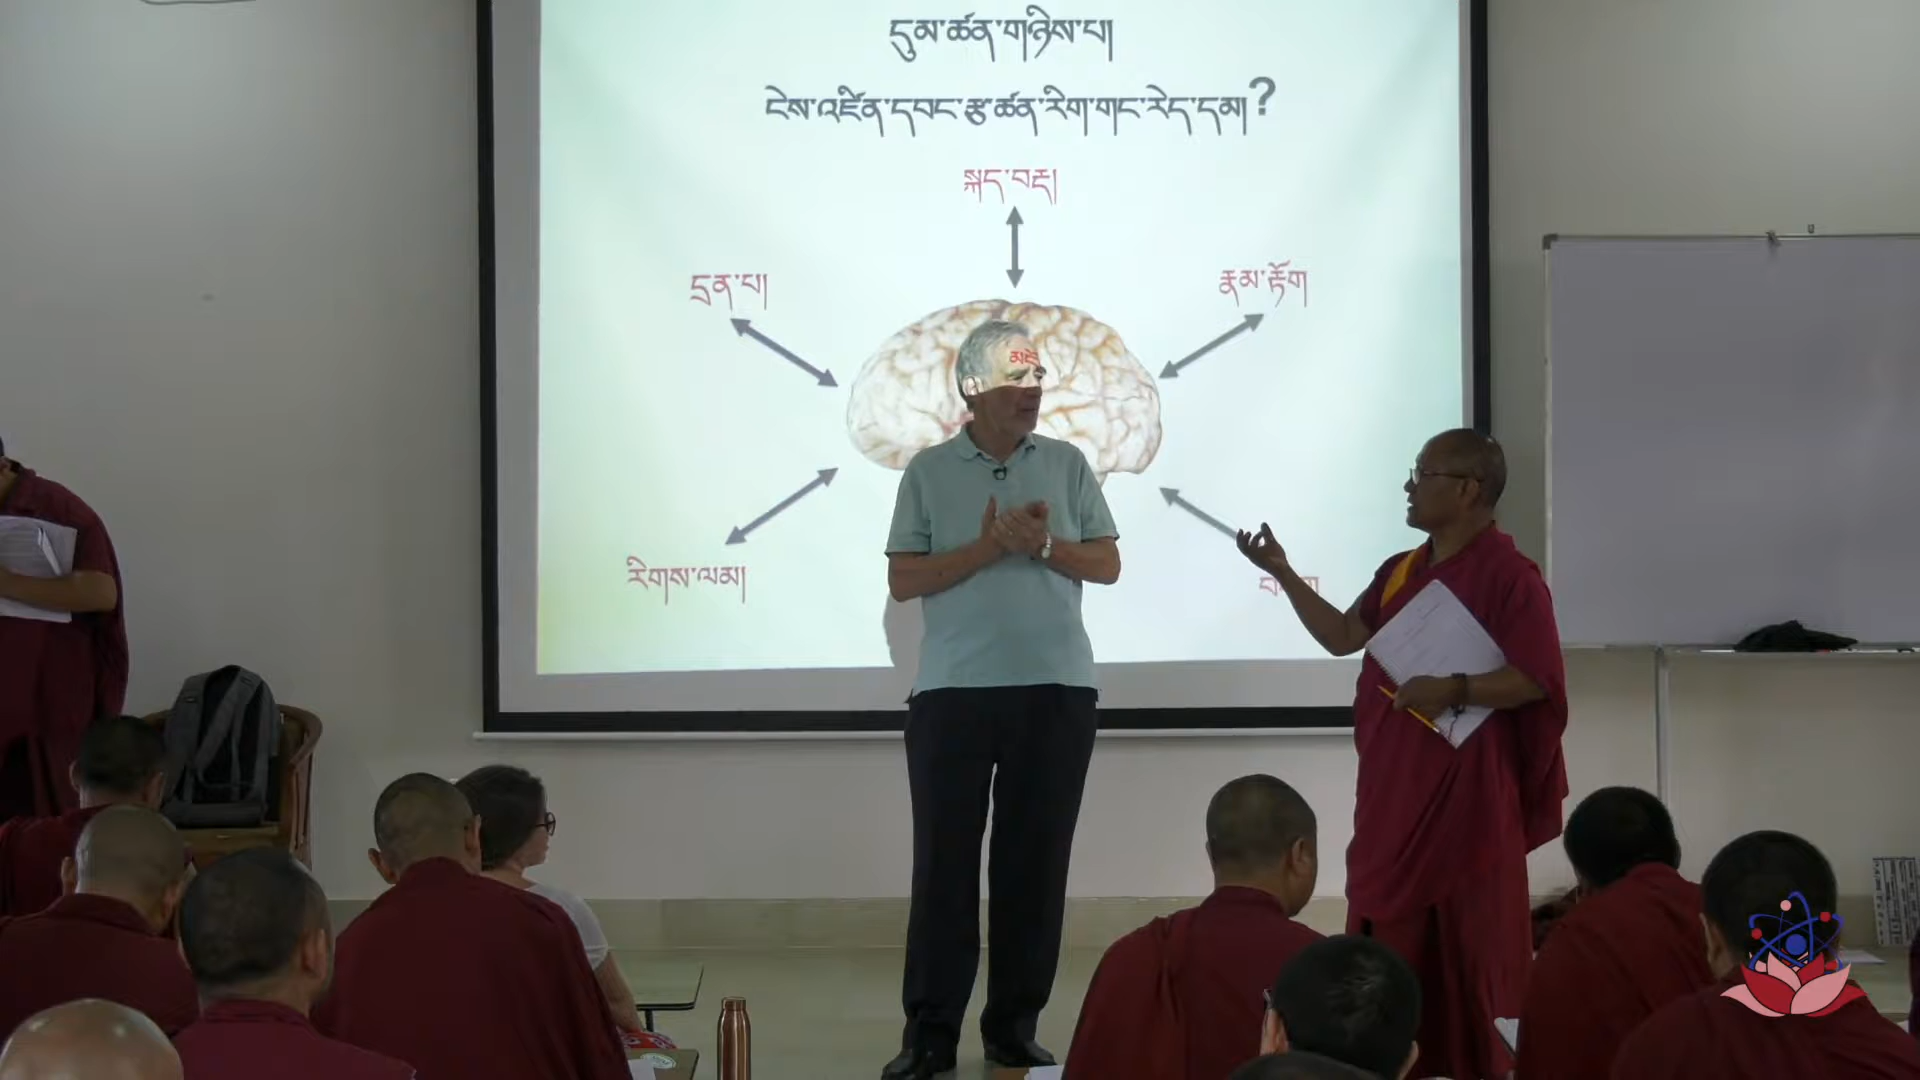 དུམ་ཚན་གཉིས་པ།
ངེས་འཛིན་དབང་རྩ་ཚན་རིག་གང་རེད་དམ།?
སྐད་བརྡ།
དྲན་པ།
རྣམ་རྟོག
རིགས་ལམ།